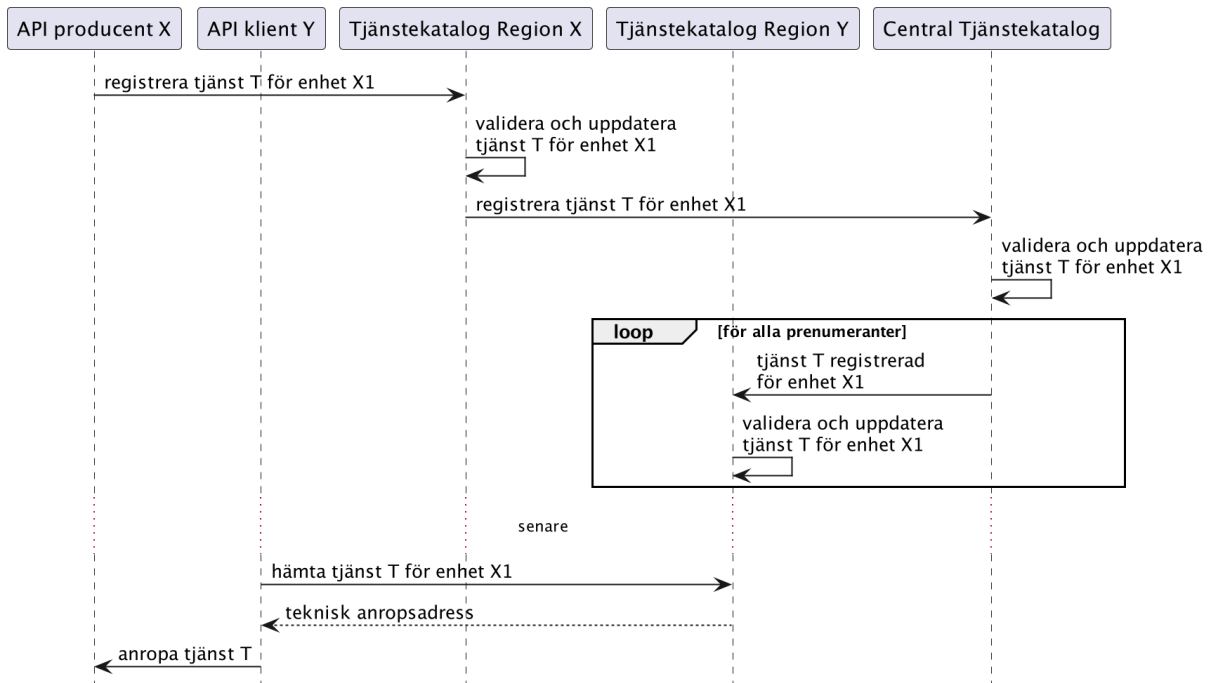 API producent X
API klient Y
Tjänstekatalog Region X
Tjänstekatalog Region Y
Central Tjänstekatalog
registrera tjänst T för enhet X1
validera och uppdatera
tjänst T för enhet X1
registrera tjänst T för enhet X1
validera och uppdatera
tjänst T för enhet X1
loop
[för alla prenumeranter]
tjänst T registrerad
för enhet X1
validera och uppdatera
tjänst T för enhet X1
senare
hämta tjänst T för enhet X1
teknisk anropsadress
anropa tjänst T